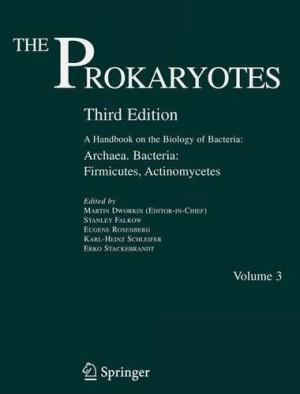 THE PROKARYOTES
Third Edition
A Handbook on the Biology of Bacteria:
Archaea. Bacteria:
Firmicutes, Actinomycetes
Edited by
MARTIN DWORKIN (EDITOR-IN-CHIEF)
STANLEY FALKOW
EUGENE ROSENBERG
KARL-HEINZ SCHLEIFER
ERKO STACKEBRANDT
Volume 3
Springer